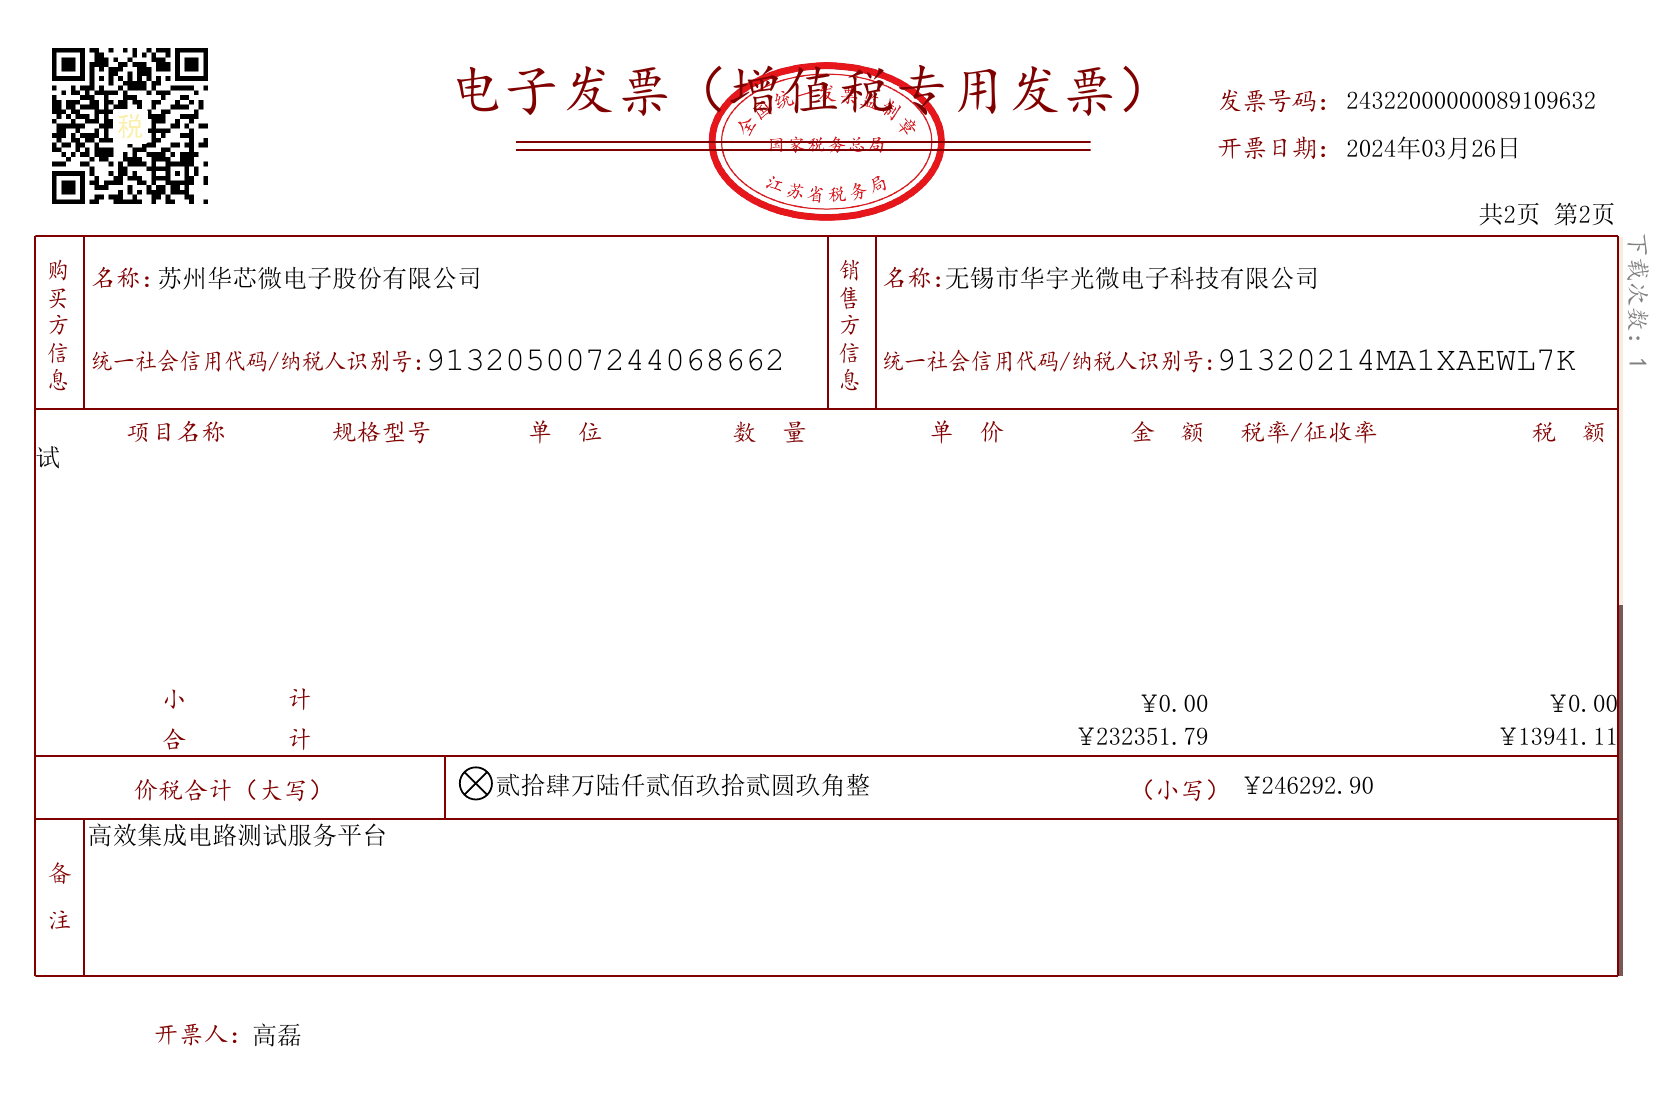 税
电子发票（增值税专用发票）
全国统一发票监制章
国家税务总局
江苏省税务局
发票号码：24322000000089109632
开票日期：2024年03月26日
共2页 第2页
下载次数：1
购买方信息
名称：苏州华芯微电子股份有限公司
统一社会信用代码/纳税人识别号：913205007244068662
销售方信息
名称：无锡市华宇光微电子科技有限公司
统一社会信用代码/纳税人识别号：91320214MA1XAEWL7K
项目名称 规格型号 单 位 数 量 单 价 金 额 税率/征收率 税 额
试
小 计 ¥0.00 ¥0.00
合 计 ¥232351.79 ¥13941.11
价税合计（大写） 贰拾肆万陆仟贰佰玖拾贰圆玖角整 （小写） ¥246292.90
备注
高效集成电路测试服务平台
开票人：高磊